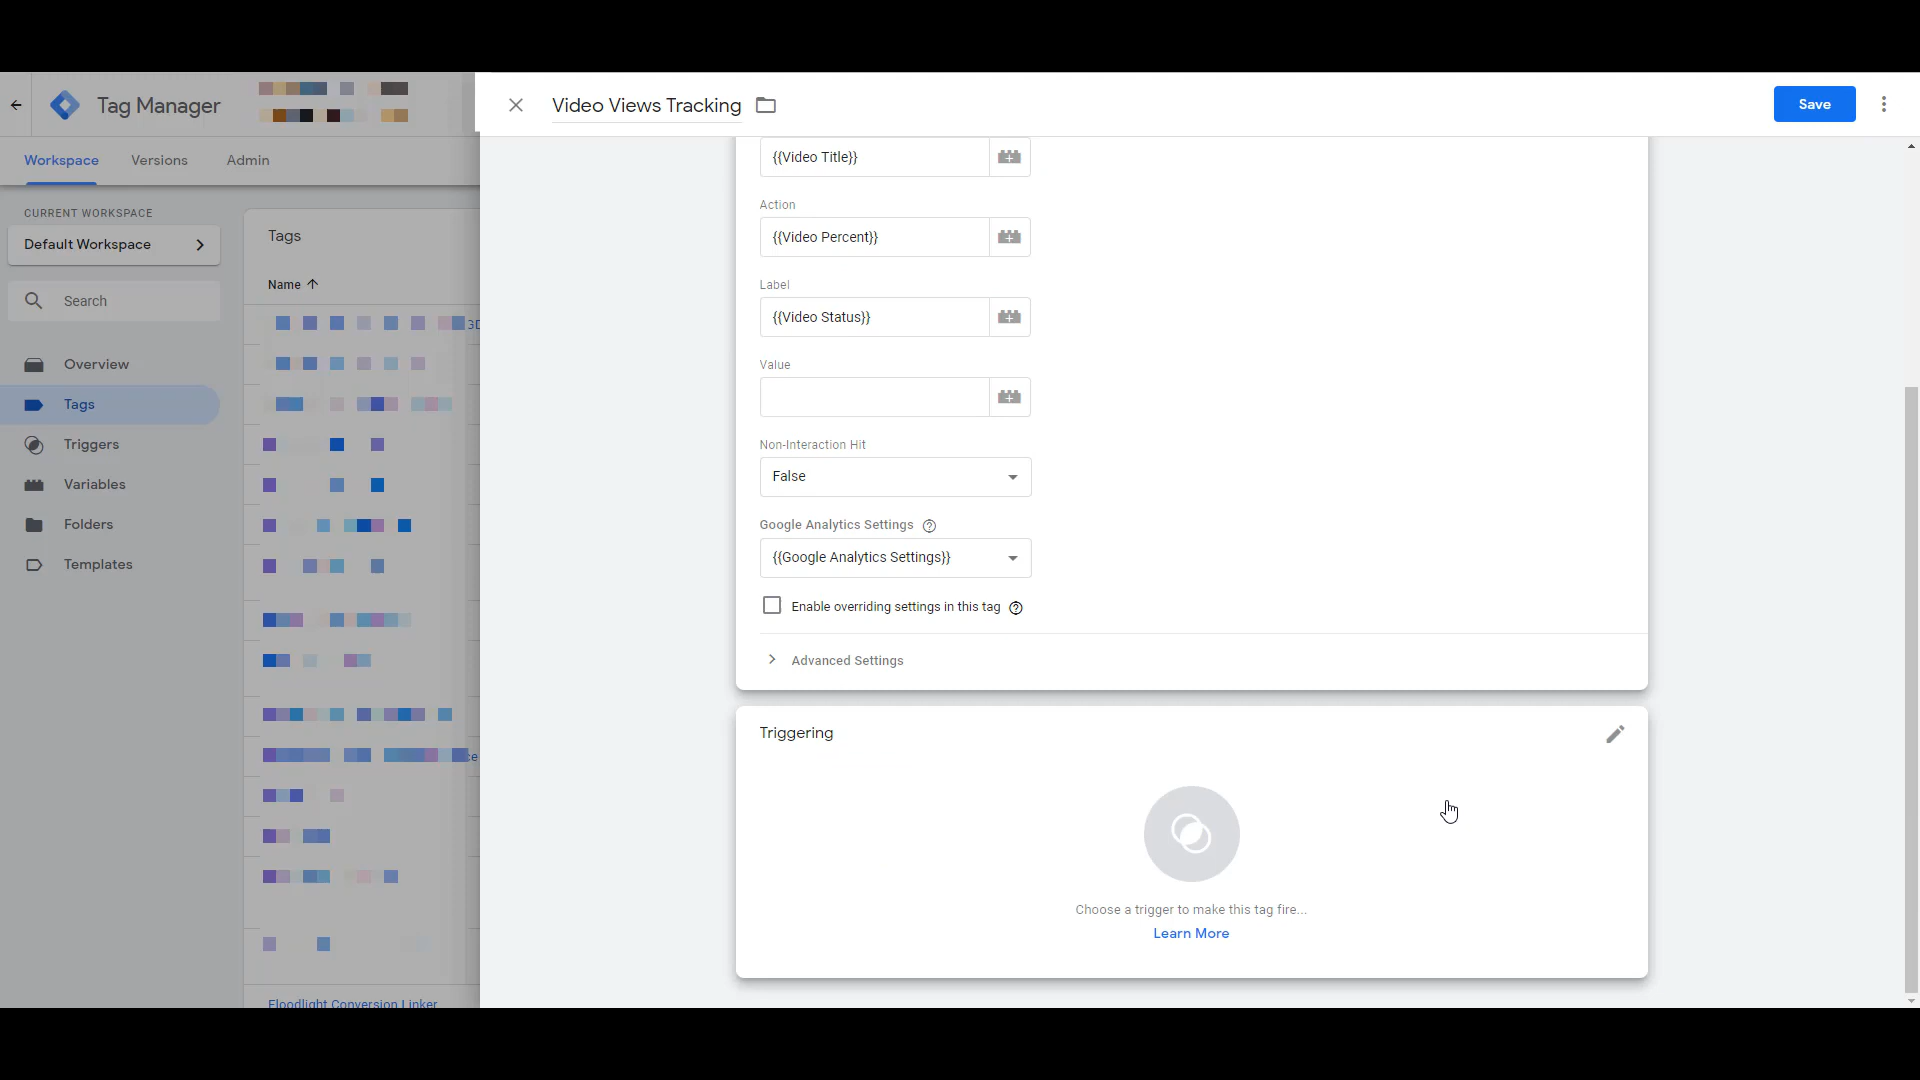 Tag Manager
Video Views Tracking
Save
Workspace
Versions
Admin
CURRENT WORKSPACE
Default Workspace
Search
Overview
Tags
Triggers
Variables
Folders
Templates
Tags
Name
Floodlight Conversion Linker
{{Video Title}}
Action
{{Video Percent}}
Label
{{Video Status}}
Value
Non-Interaction Hit
False
Google Analytics Settings
{{Google Analytics Settings}}
Enable overriding settings in this tag
Advanced Settings
Triggering
Choose a trigger to make this tag fire...
Learn More